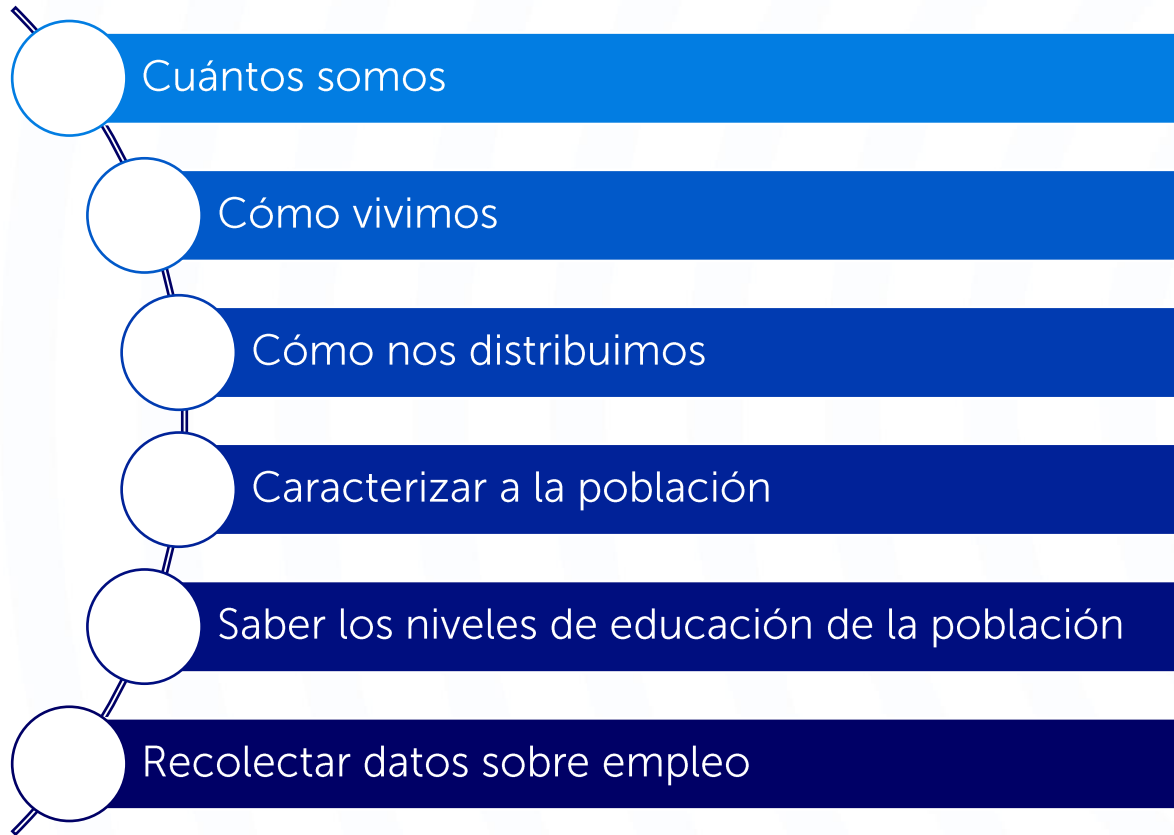 Cuántos somos
Cómo vivimos
Cómo nos distribuimos
Caracterizar a la población
Saber los niveles de educación de la población
Recolectar datos sobre empleo